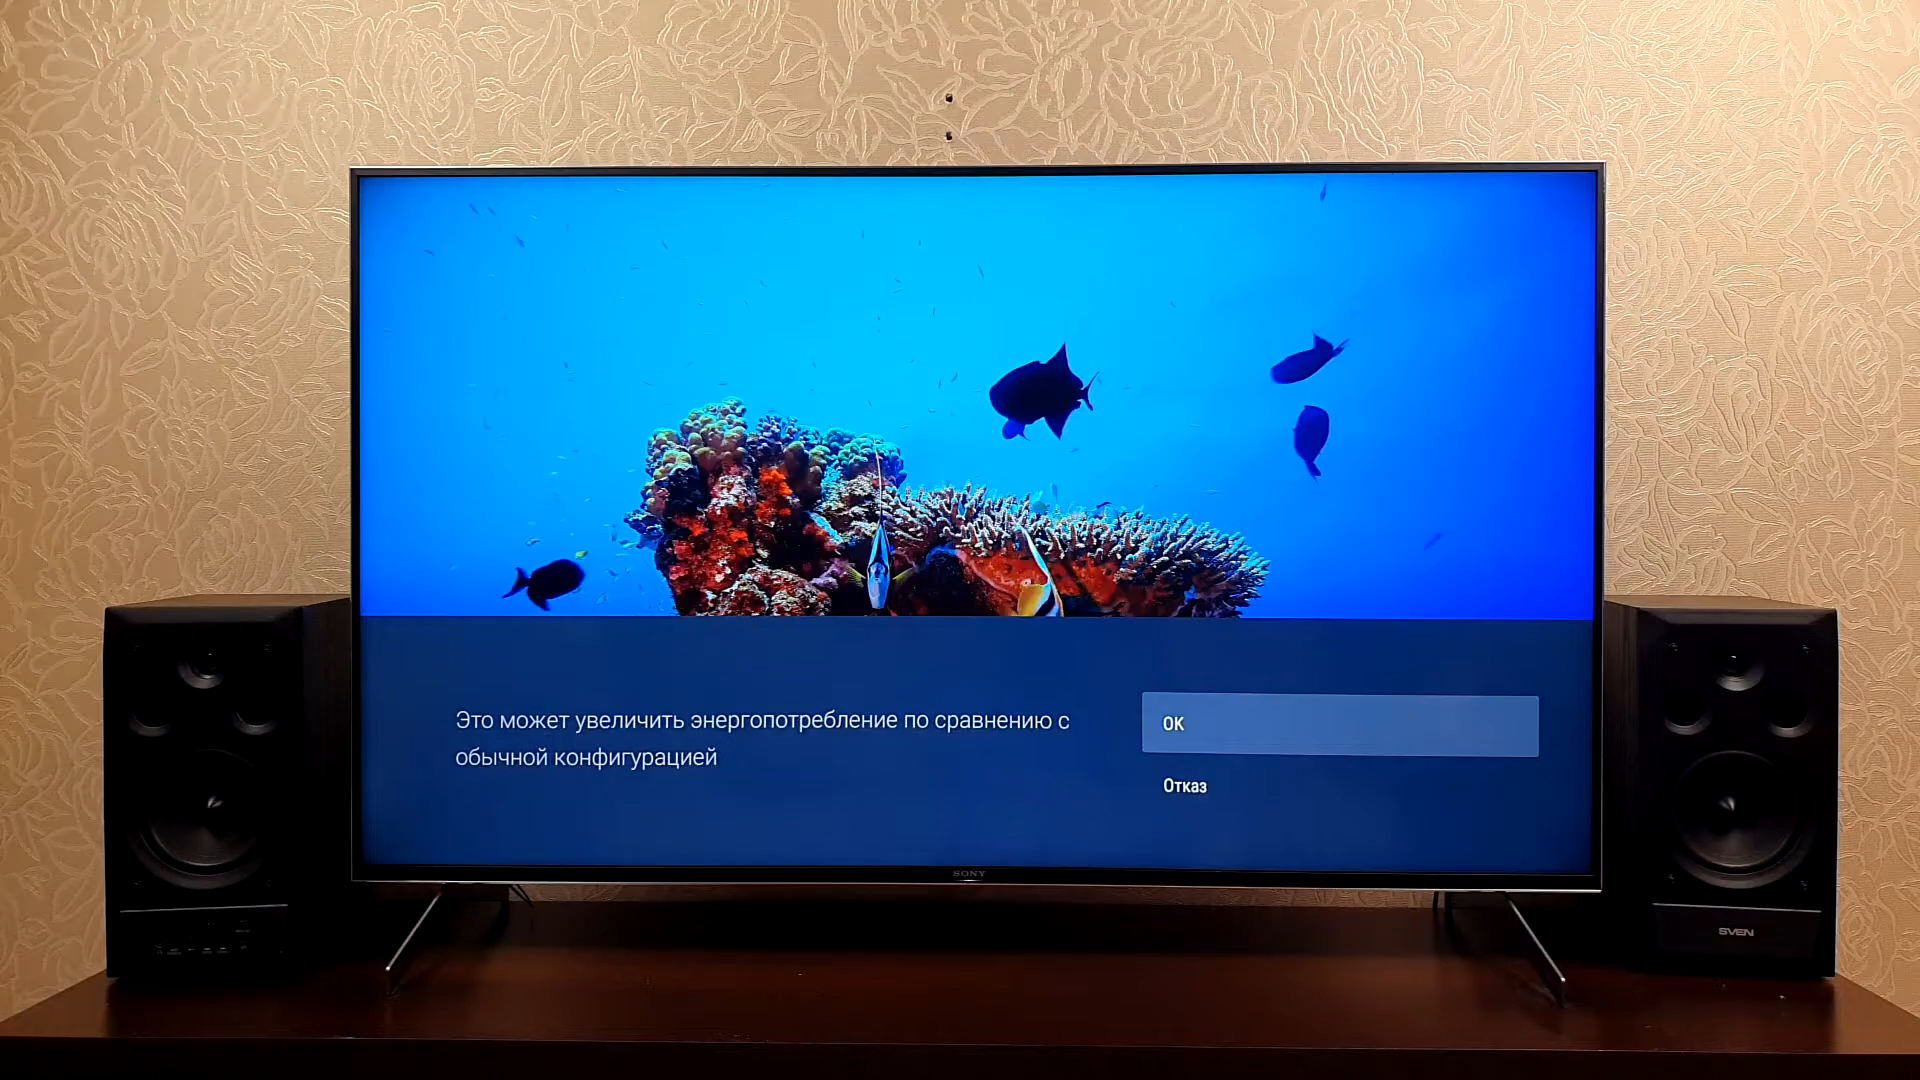 Это может увеличить энергопотребление по сравнению с
обычной конфигурацией
OK
Отказ
SONY
SVEN